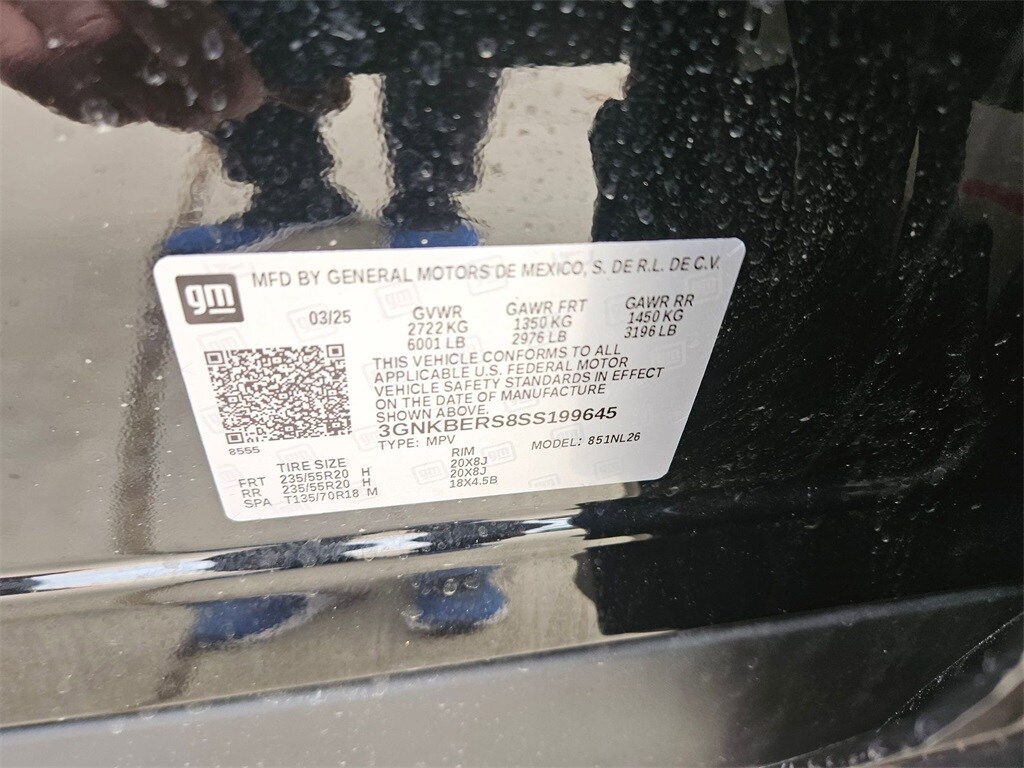 gm
MFD BY GENERAL MOTORS DE MEXICO, S. DE R.L. DE C.V.
03/25
GVWR GAWR FRT GAWR RR
2722 KG 1350 KG 1450 KG
6001 LB 2976 LB 3196 LB
THIS VEHICLE CONFORMS TO ALL
APPLICABLE U.S. FEDERAL MOTOR
VEHICLE SAFETY STANDARDS IN EFFECT
ON THE DATE OF MANUFACTURE
SHOWN ABOVE.
3GNKBERS8SS199645
8555
TYPE: MPV MODEL: 851NL26
TIRE SIZE RIM
FRT 235/55R20 H 20X8J
RR 235/55R20 H 20X8J
SPA T135/70R18 M 18X4.5B